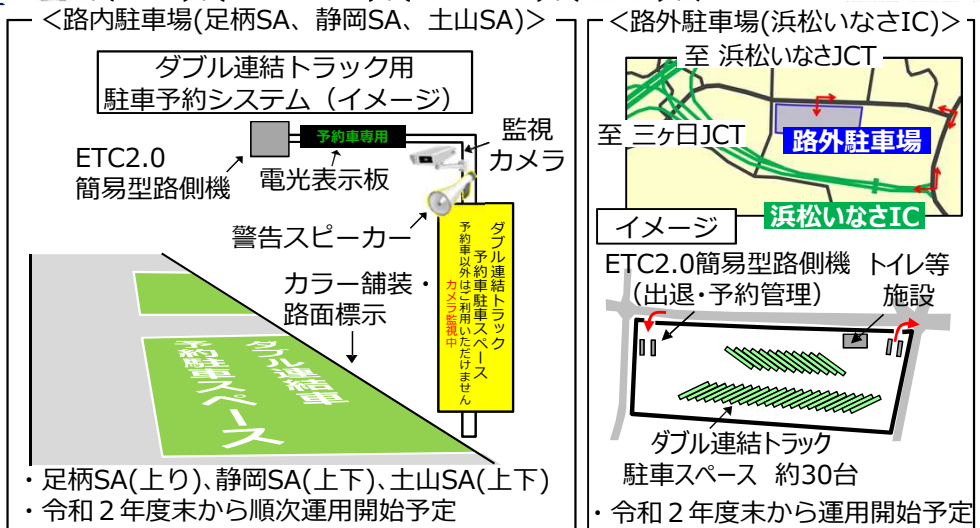 ＜路内駐車場(足柄SA、静岡SA、土山SA)＞
ダブル連結トラック用
駐車予約システム（イメージ）
ETC2.0
簡易型路側機
予約車専用
電光表示板
監視
カメラ
警告スピーカー
カラー舗装・
路面標示
ダブル連結トラック
予約車駐車スペース
予約車以外はご利用いただけません
カメラ監視中
ダブル連結車
予約駐車スペース
・足柄SA(上り)、静岡SA(上下)、土山SA(上下)
・令和２年度末から順次運用開始予定
＜路外駐車場(浜松いなさIC)＞
至 浜松いなさJCT
至 三ヶ日JCT
路外駐車場
浜松いなさIC
イメージ
ETC2.0簡易型路側機
(出退・予約管理)
トイレ等
施設
ダブル連結トラック
駐車スペース 約30台
・令和２年度末から運用開始予定